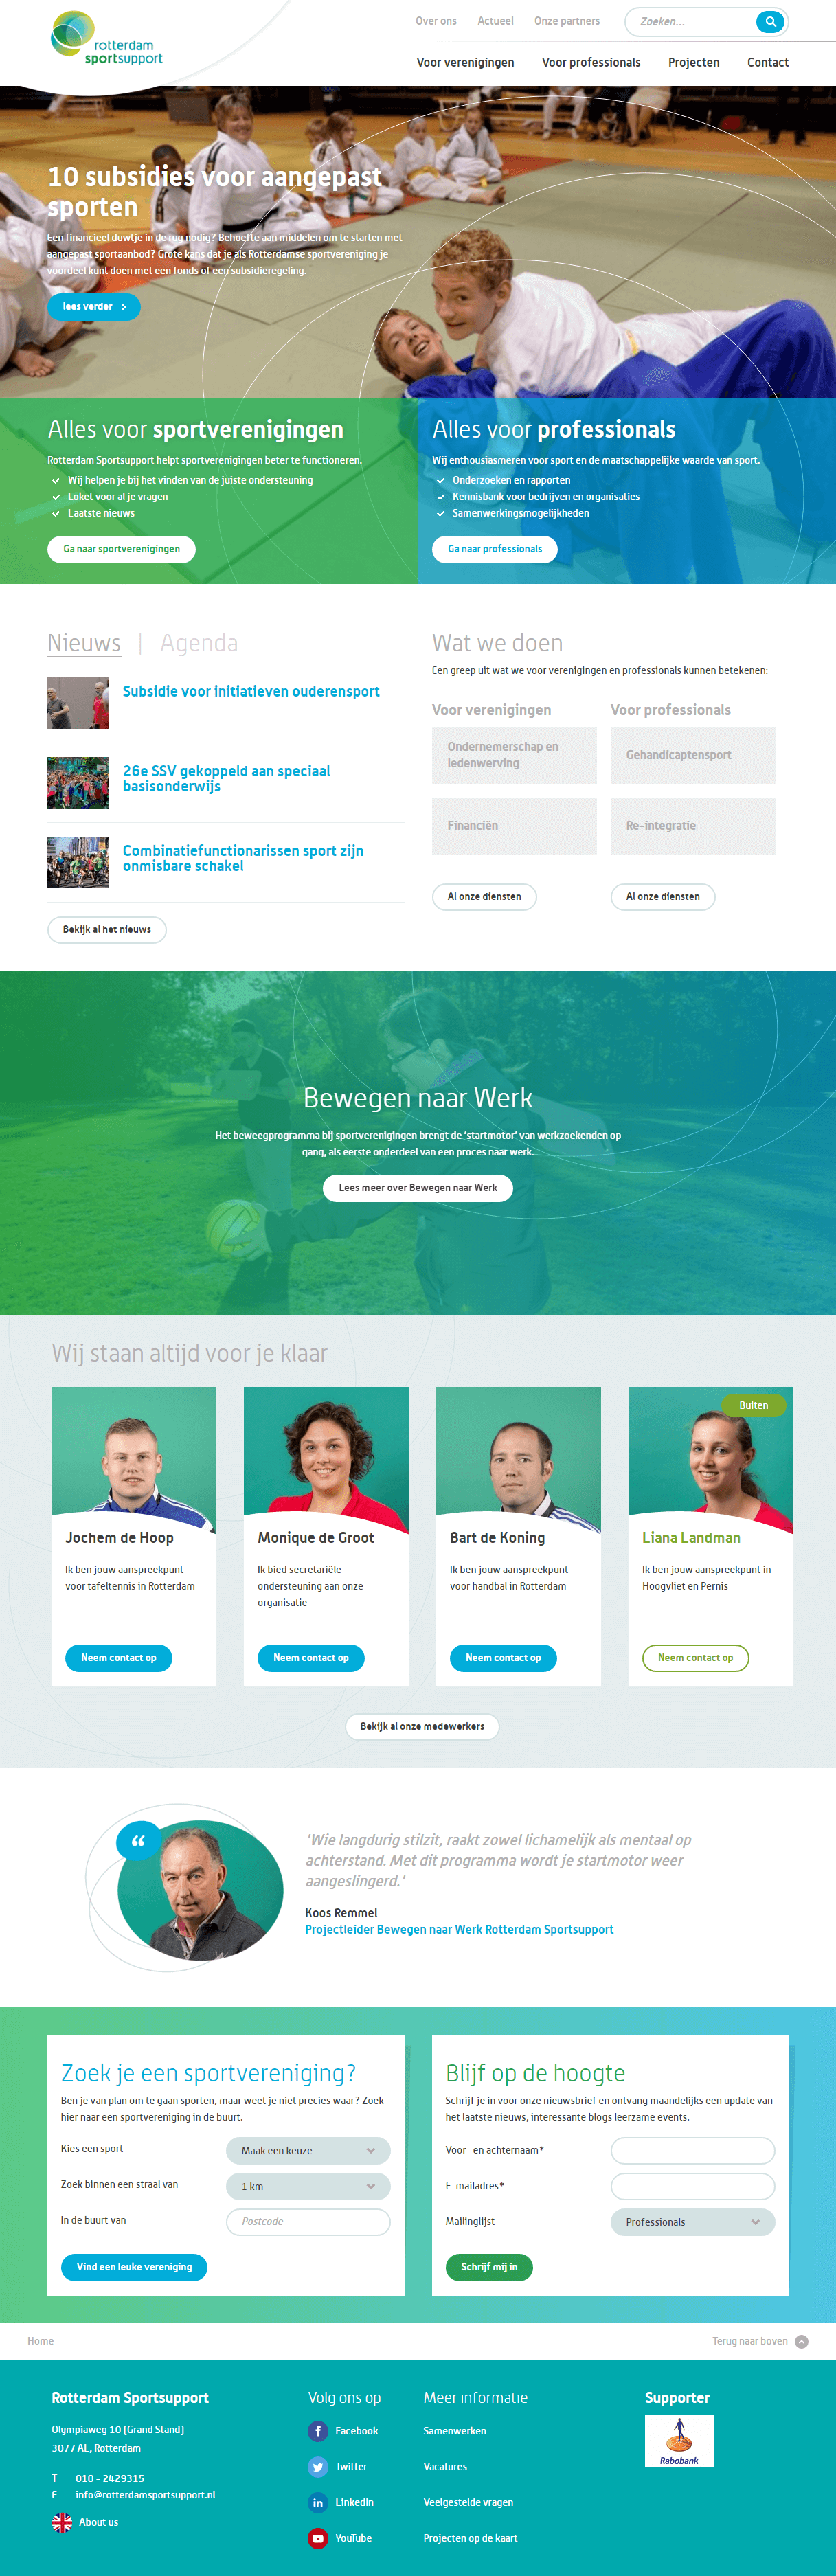 rotterdam
sportsupport
Over ons
Actueel
Onze partners
Zoeken...
Voor verenigingen
Voor professionals
Projecten
Contact
10 subsidies voor aangepast
sporten
Een financieel duwtje in de rug nodig? Behoefte aan middelen om te starten met
aangepast sportaanbod? Grote kans dat je als Rotterdamse sportvereniging je
voordeel kunt doen met een fonds of een subsidieregeling.
lees verder
Alles voor sportverenigingen
Rotterdam Sportsupport helpt sportverenigingen beter te functioneren.
Wij helpen je bij het vinden van de juiste ondersteuning
Loket voor al je vragen
Laatste nieuws
Ga naar sportverenigingen
Alles voor professionals
Wij enthousiasmeren voor sport en de maatschappelijke waarde van sport.
Onderzoeken en rapporten
Kennisbank voor bedrijven en organisaties
Samenwerkingsmogelijkheden
Ga naar professionals
Nieuws | Agenda
Subsidie voor initiatieven ouderensport
26e SSV gekoppeld aan speciaal
basisonderwijs
Combinatiefunctionarissen sport zijn
onmisbare schakel
Bekijk al het nieuws
Wat we doen
Een greep uit wat we voor verenigingen en professionals kunnen betekenen:
Voor verenigingen
Ondernemerschap en
ledenwerving
Financiën
Al onze diensten
Voor professionals
Gehandicaptensport
Re-integratie
Al onze diensten
Bewegen naar Werk
Het beweegprogramma bij sportverenigingen brengt de 'startmotor' van werkzoekenden op
gang, als eerste onderdeel van een proces naar werk.
Lees meer over Bewegen naar Werk
Wij staan altijd voor je klaar
Jochem de Hoop
Ik ben jouw aanspreekpunt
voor tafeltennis in Rotterdam
Neem contact op
Monique de Groot
Ik bied secretariële
ondersteuning aan onze
organisatie
Neem contact op
Bart de Koning
Ik ben jouw aanspreekpunt
voor handbal in Rotterdam
Neem contact op
Buiten
Liana Landman
Ik ben jouw aanspreekpunt in
Hoogvliet en Pernis
Neem contact op
Bekijk al onze medewerkers
“
'Wie langdurig stilzit, raakt zowel lichamelijk als mentaal op
achterstand. Met dit programma wordt je startmotor weer
aangeslingerd.'
Koos Remmel
Projectleider Bewegen naar Werk Rotterdam Sportsupport
Zoek je een sportvereniging?
Ben je van plan om te gaan sporten, maar weet je niet precies waar? Zoek
hier naar een sportvereniging in de buurt.
Kies een sport
Maak een keuze
Zoek binnen een straal van
1 km
In de buurt van
Postcode
Vind een leuke vereniging
Blijf op de hoogte
Schrijf je in voor onze nieuwsbrief en ontvang maandelijks een update van
het laatste nieuws, interessante blogs leerzame events.
Voor- en achternaam*
E-mailadres*
Mailinglijst
Professionals
Schrijf mij in
Home
Terug naar boven
Rotterdam Sportsupport
Olympiaweg 10 (Grand Stand)
3077 AL, Rotterdam
T 010 - 2429315
E info@rotterdamsportsupport.nl
About us
Volg ons op
Facebook
Twitter
LinkedIn
YouTube
Meer informatie
Samenwerken
Vacatures
Veelgestelde vragen
Projecten op de kaart
Supporter
Rabobank